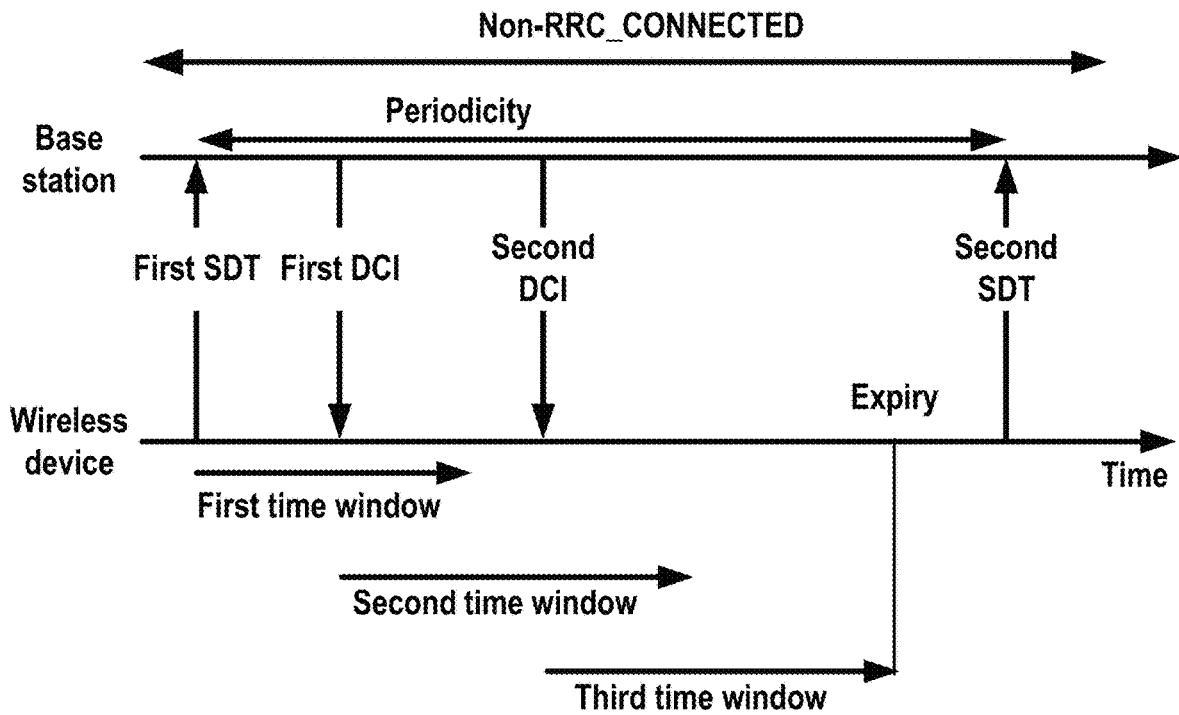 Non-RRC_CONNECTED
Periodicity
Base
station
First SDT
First DCI
Second
DCI
Second
SDT
Expiry
Wireless
device
Time
First time window
Second time window
Third time window